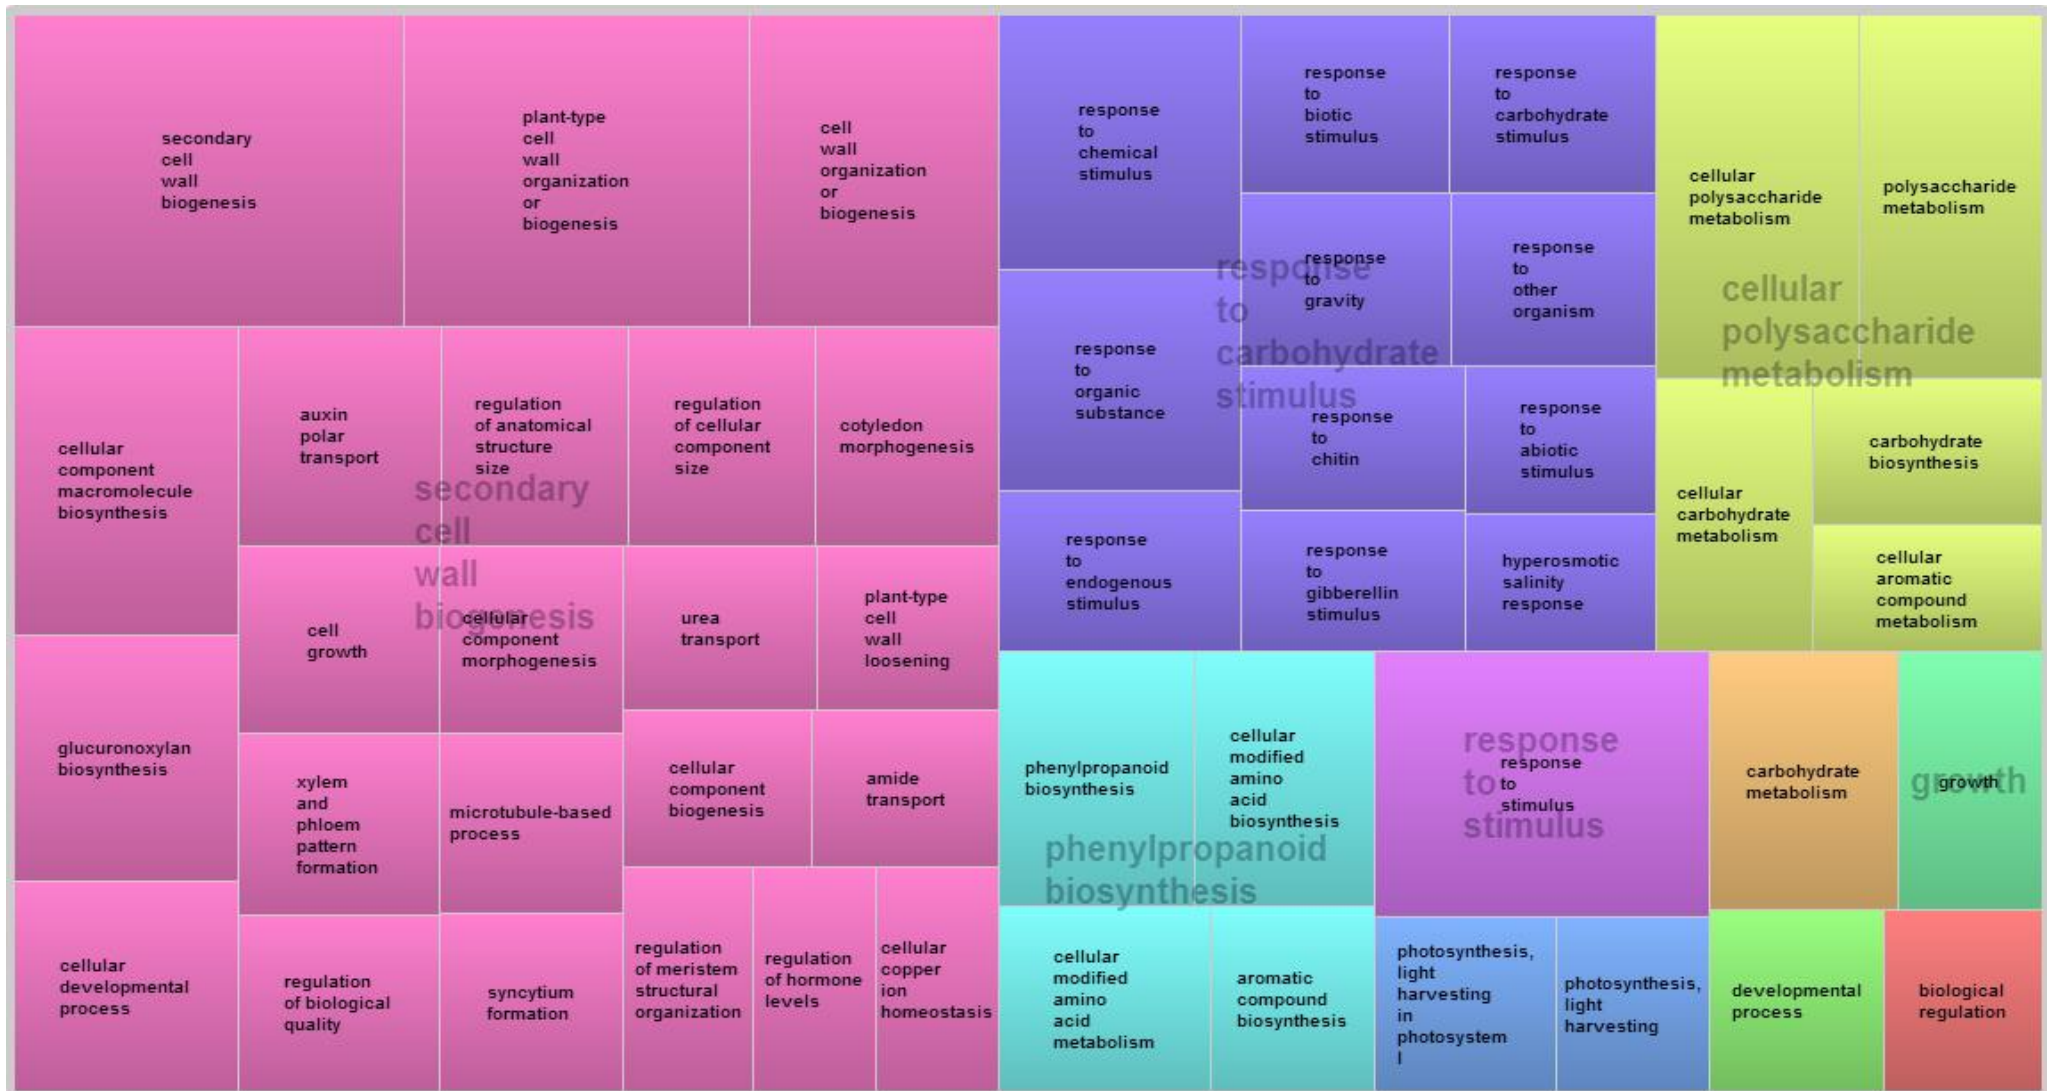 secondary
cell
wall
biogenesis
plant-type
cell
wall
organization
or
biogenesis
cell
wall
organization
or
biogenesis
cellular
component
macromolecule
biosynthesis
auxin
polar
transport
regulation
of anatomical
structure
size
regulation
of cellular
component
size
cotyledon
morphogenesis
secondary
cell
wall
biogenesis
cell
growth
cellular
component
morphogenesis
urea
transport
plant-type
cell
wall
loosening
glucuronoxylan
biosynthesis
xylem
and
phloem
pattern
formation
microtubule-based
process
cellular
component
biogenesis
amide
transport
cellular
developmental
process
regulation
of biological
quality
syncytium
formation
regulation
of meristem
structural
organization
regulation
of hormone
levels
cellular
copper
ion
homeostasis
response
to
chemical
stimulus
response
to
biotic
stimulus
response
to
carbohydrate
stimulus
response
to
gravity
response
to
other
organism
response
to
carbohydrate
stimulus
response
to
organic
substance
response
to
chitin
response
to
abiotic
stimulus
response
to
endogenous
stimulus
response
to
gibberellin
stimulus
hyperosmotic
salinity
response
cellular
polysaccharide
metabolism
polysaccharide
metabolism
cellular
polysaccharide
metabolism
cellular
carbohydrate
metabolism
carbohydrate
biosynthesis
cellular
aromatic
compound
metabolism
phenylpropanoid
biosynthesis
cellular
modified
amino
acid
biosynthesis
phenylpropanoid
biosynthesis
cellular
modified
amino
acid
metabolism
aromatic
compound
biosynthesis
response
to
stimulus
response
to
stimulus
carbohydrate
metabolism
growth
growth
photosynthesis,
light
harvesting
in
photosystem
I
photosynthesis,
light
harvesting
developmental
process
biological
regulation